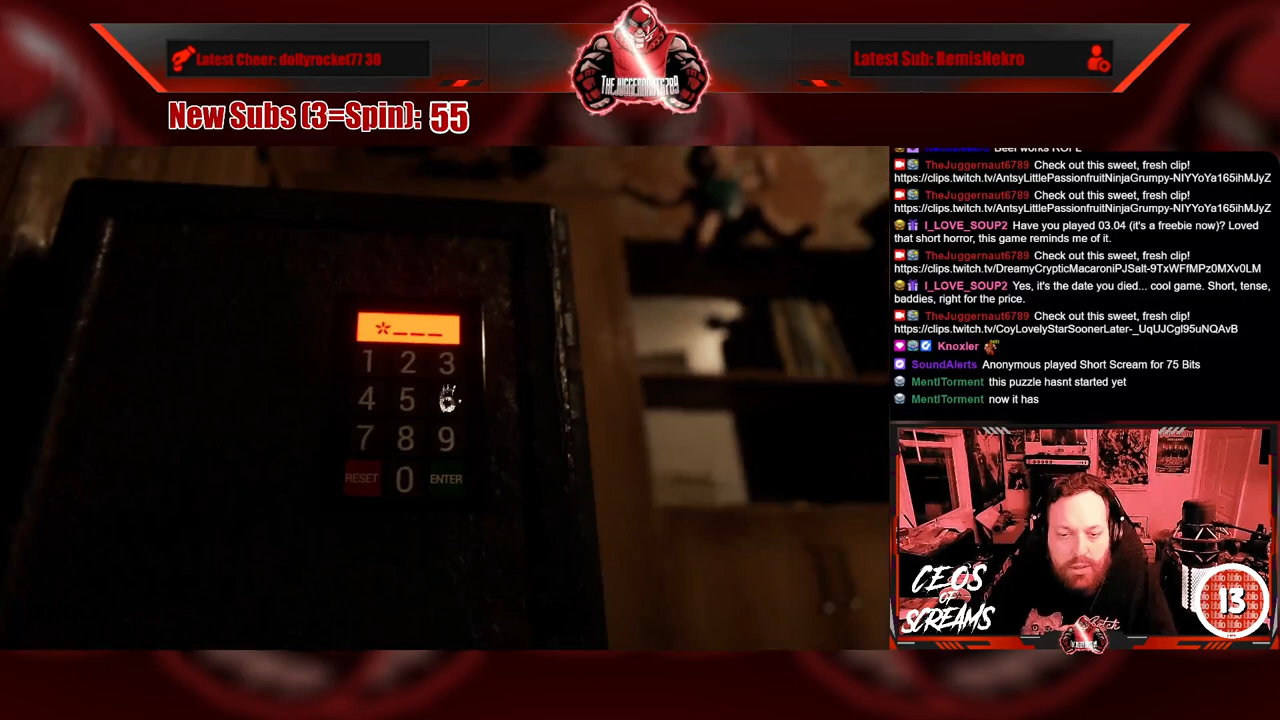 Latest Cheer: dollyrocket77 30
THEJUGGERNAUT6789
Latest Sub: RemisNekro
New Subs (3=Spin): 55
*___
1 2 3
4 5
7 8 9
RESET 0 ENTER
TheJuggernaut6789 Check out this sweet, fresh clip!
https://clips.twitch.tv/AntsyLittlePassionfruitNinjaGrumpy-NIYYoYa165ihMJyZ
TheJuggernaut6789 Check out this sweet, fresh clip!
https://clips.twitch.tv/AntsyLittlePassionfruitNinjaGrumpy-NIYYoYa165ihMJyZ
I_LOVE_SOUP2 Have you played 03.04 (it's a freebie now)? Loved
that short horror, this game reminds me of it.
TheJuggernaut6789 Check out this sweet, fresh clip!
https://clips.twitch.tv/DreamyCrypticMacaroniPJSalt-9TxWFfMPz0MXv0LM
I_LOVE_SOUP2 Yes, it's the date you died... cool game. Short, tense,
baddies, right for the price.
TheJuggernaut6789 Check out this sweet, fresh clip!
https://clips.twitch.tv/CoyLovelyStarSoonerLater-_UqUJCgl95uNQAvB
Knoxler
SoundAlerts Anonymous played Short Scream for 75 Bits
MentlTorment this puzzle hasnt started yet
MentlTorment now it has
CEOS
OF
SCREAMS
13